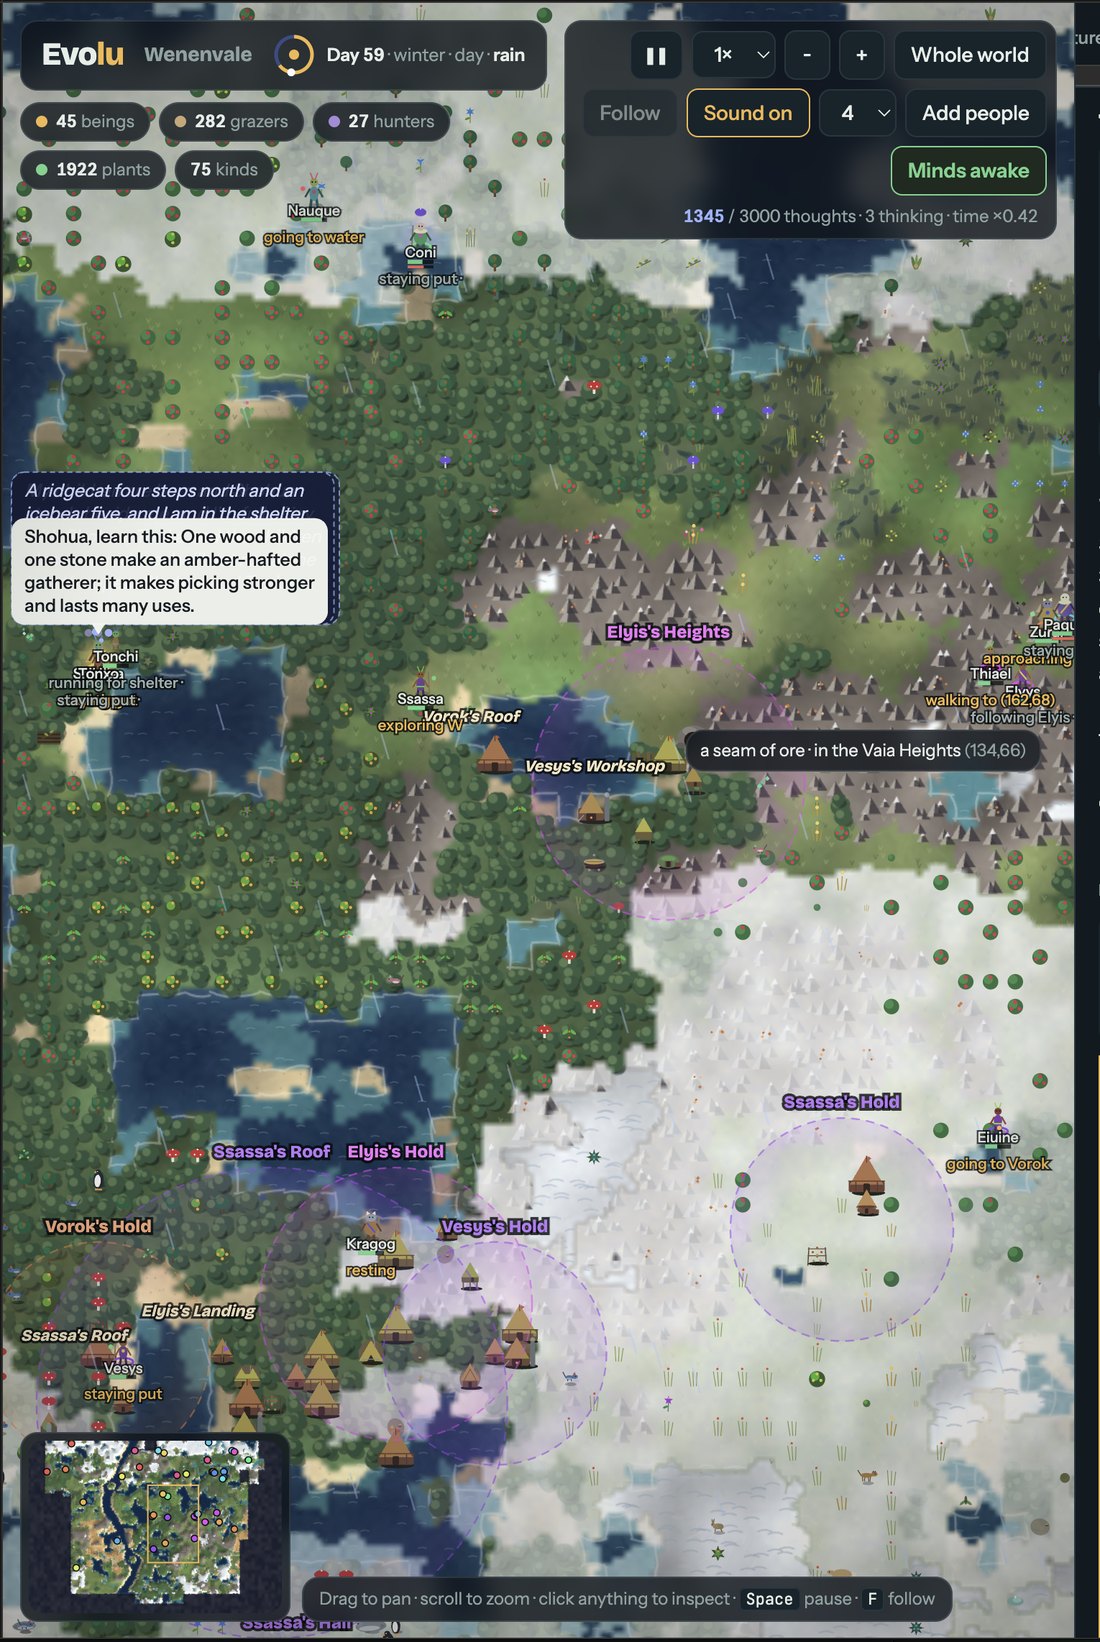 Evolu Wenenvale Day 59 · winter · day · rain
1× - + Whole world
Follow Sound on 4 Add people
Minds awake
1345 / 3000 thoughts · 3 thinking · time ×0.42
45 beings 282 grazers 27 hunters
1922 plants 75 kinds
Nauque
going to water
Coni
staying put ·
A ridgecat four steps north and an
icebear five, and I am in the shelter
Shohua, learn this: One wood and
one stone make an amber-hafted
gatherer; it makes picking stronger
and lasts many uses.
Tonchi
running for shelter ·
staying put ·
Elyis's Heights
Paqu
staying
approaching
Thiael
walking to (162,68)
following Elyis ·
Ssassa
exploring W
Vorok's Roof
Vesys's Workshop
a seam of ore · in the Vaia Heights (134,66)
Ssassa's Hold
Eiuine
going to Vorok
Ssassa's Roof Elyis's Hold
Vorok's Hold
Vesys's Hold
Kragog
resting
Elyis's Landing
Ssassa's Roof
Vesys
staying put
Drag to pan · scroll to zoom · click anything to inspect · Space pause · F follow
Ssassa's Hall